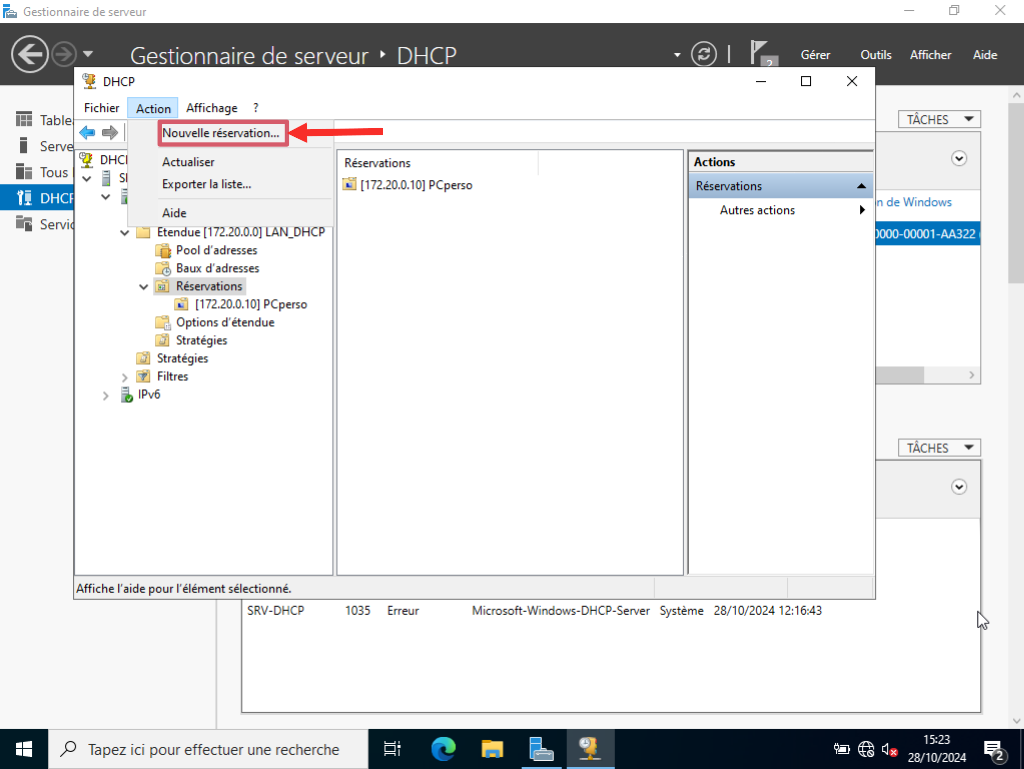 Gestionnaire de serveur
Gestionnaire de serveur • DHCP
Gérer Outils Afficher Aide
2
DHCP
Fichier Action Affichage ?
Nouvelle réservation...
Actualiser
Exporter la liste...
Aide
Table
Serve
Tous
DHCP
Servic
DHC
Étendue [172.20.0.0] LAN_DHCP
Pool d'adresses
Baux d'adresses
Réservations
[172.20.0.10] PCperso
Options d'étendue
Stratégies
Stratégies
Filtres
IPv6
Réservations
[172.20.0.10] PCperso
Actions
Réservations
Autres actions
TÂCHES
n de Windows
0000-00001-AA322
TÂCHES
Affiche l'aide pour l'élément sélectionné.
SRV-DHCP 1035 Erreur Microsoft-Windows-DHCP-Server Système 28/10/2024 12:16:43
Tapez ici pour effectuer une recherche
15:23
28/10/2024
2